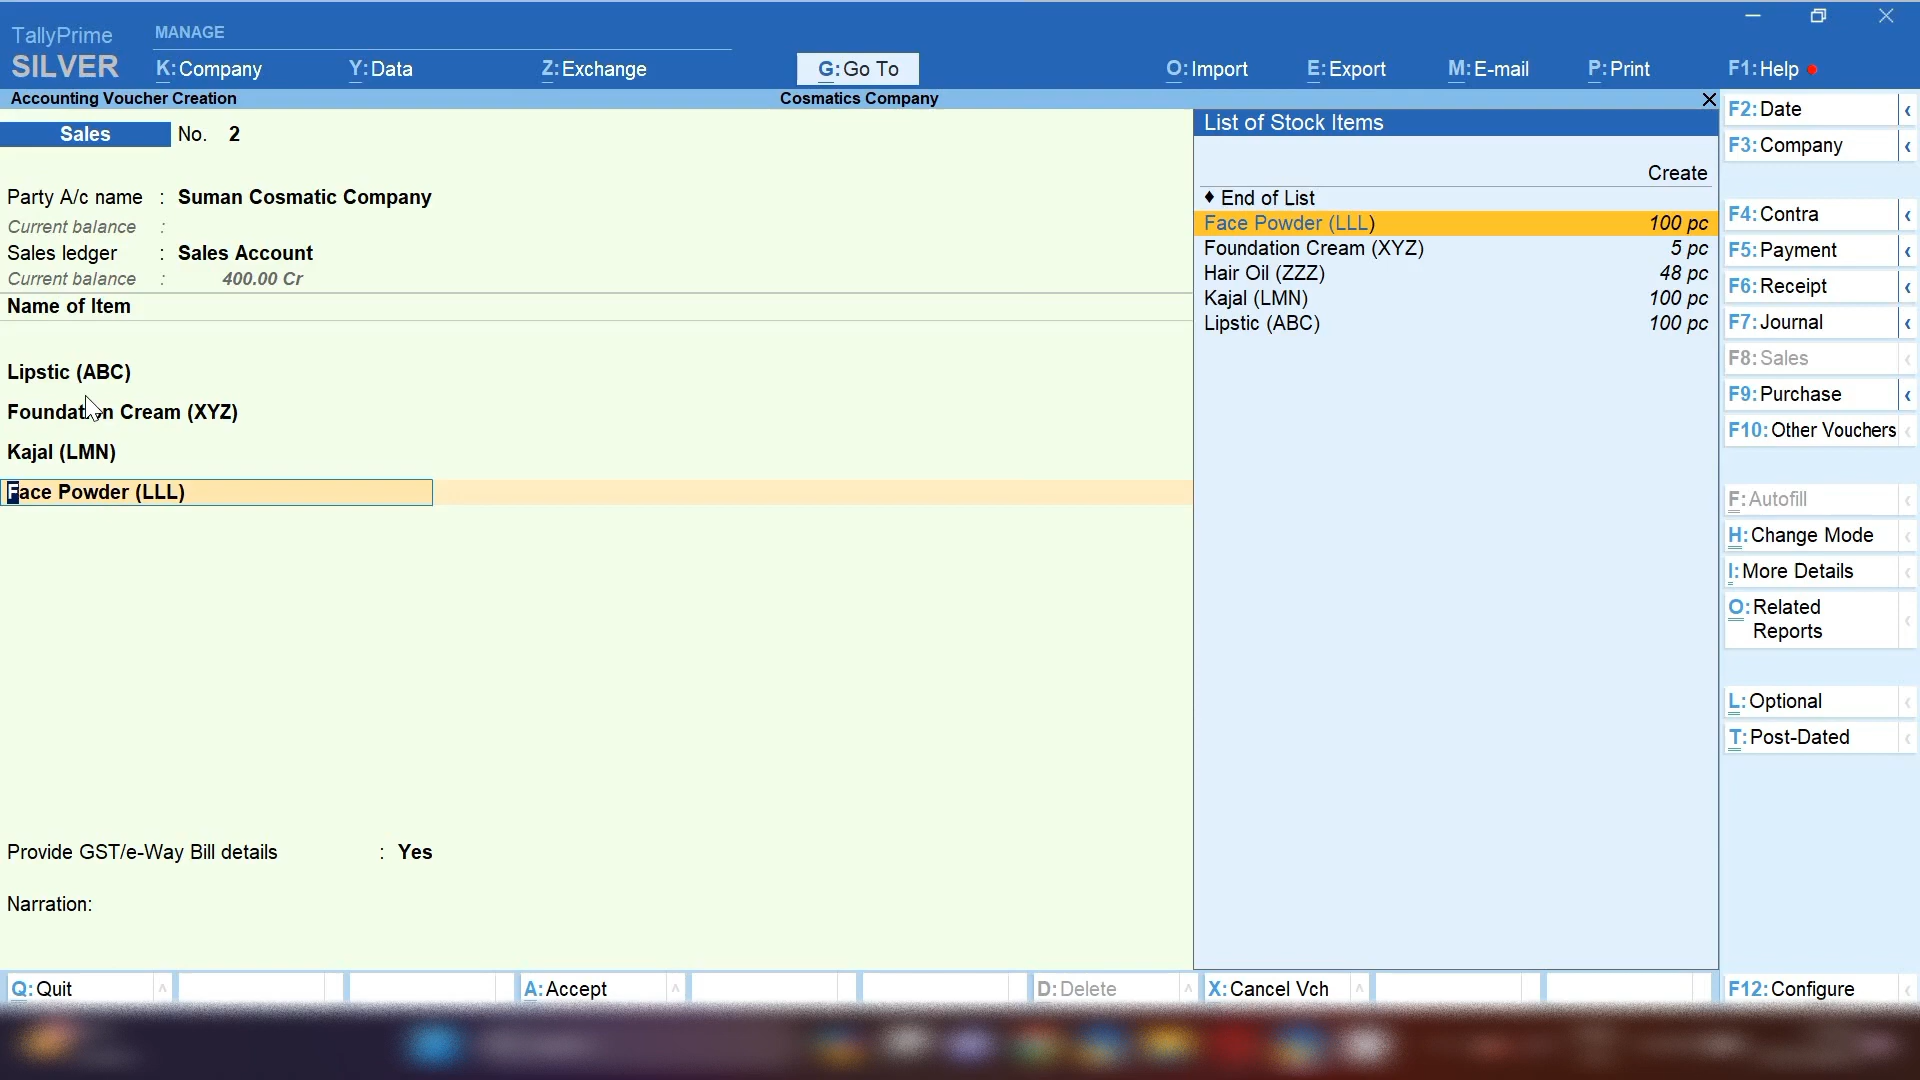 TallyPrime
SILVER
MANAGE
K: Company
Y: Data
Z: Exchange
G: Go To
O: Import
E: Export
M: E-mail
P: Print
F1: Help
Accounting Voucher Creation
Cosmatics Company
Sales No. 2
Party A/c name : Suman Cosmatic Company
Current balance :
Sales ledger : Sales Account
Current balance : 400.00 Cr
Name of Item
Lipstic (ABC)
Foundation Cream (XYZ)
Kajal (LMN)
Face Powder (LLL)
Provide GST/e-Way Bill details : Yes
Narration:
List of Stock Items
Create
♦ End of List
Face Powder (LLL) 100 pc
Foundation Cream (XYZ) 5 pc
Hair Oil (ZZZ) 48 pc
Kajal (LMN) 100 pc
Lipstic (ABC) 100 pc
F2: Date
F3: Company
F4: Contra
F5: Payment
F6: Receipt
F7: Journal
F8: Sales
F9: Purchase
F10: Other Vouchers
F: Autofill
H: Change Mode
I: More Details
O: Related
Reports
L: Optional
T: Post-Dated
Q: Quit
A: Accept
D: Delete
X: Cancel Vch
F12: Configure